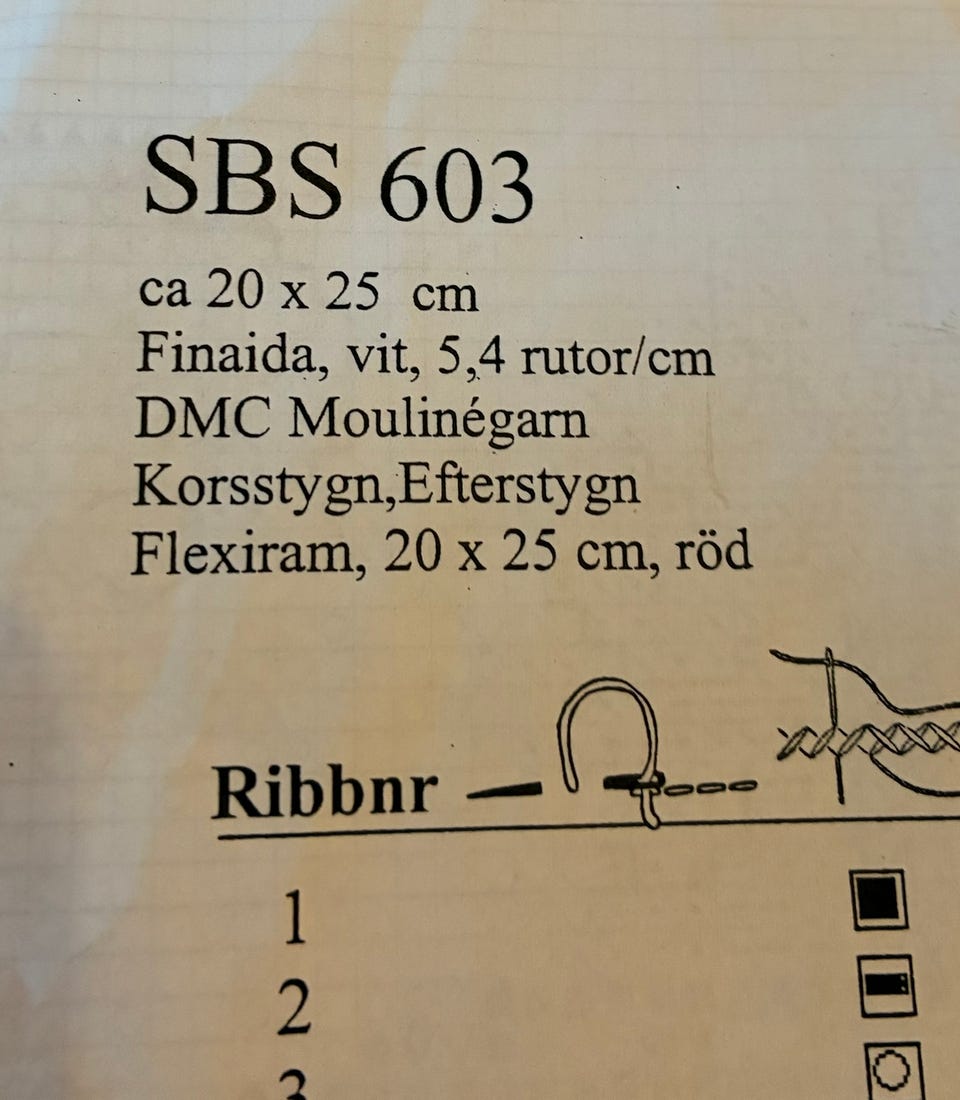 SBS 603
ca 20 x 25 cm
Finaida, vit, 5,4 rutor/cm
DMC Moulinégarn
Korsstygn,Efterstygn
Flexiram, 20 x 25 cm, röd
Ribbnr
1
2
3